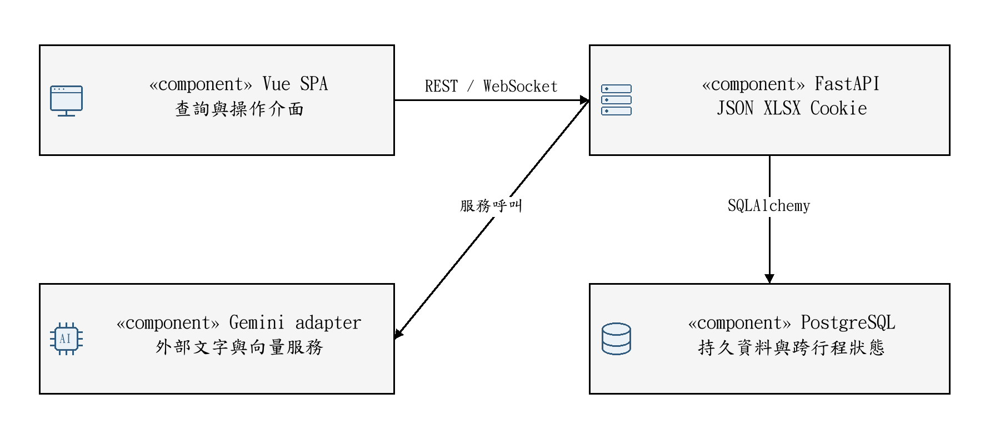 «component» Vue SPA
查詢與操作介面
REST / WebSocket
«component» FastAPI
JSON XLSX Cookie
服務呼叫
SQLAlchemy
AI
«component» Gemini adapter
外部文字與向量服務
«component» PostgreSQL
持久資料與跨行程狀態